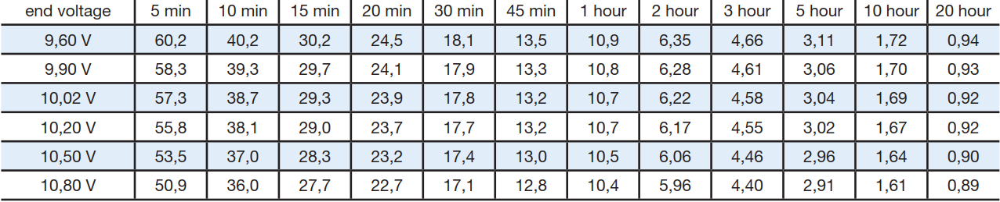 end voltage 5 min 10 min 15 min 20 min 30 min 45 min 1 hour 2 hour 3 hour 5 hour 10 hour 20 hour
9,60 V 60,2 40,2 30,2 24,5 18,1 13,5 10,9 6,35 4,66 3,11 1,72 0,94
9,90 V 58,3 39,3 29,7 24,1 17,9 13,3 10,8 6,28 4,61 3,06 1,70 0,93
10,02 V 57,3 38,7 29,3 23,9 17,8 13,2 10,7 6,22 4,58 3,04 1,69 0,92
10,20 V 55,8 38,1 29,0 23,7 17,7 13,2 10,7 6,17 4,55 3,02 1,67 0,92
10,50 V 53,5 37,0 28,3 23,2 17,4 13,0 10,5 6,06 4,46 2,96 1,64 0,90
10,80 V 50,9 36,0 27,7 22,7 17,1 12,8 10,4 5,96 4,40 2,91 1,61 0,89